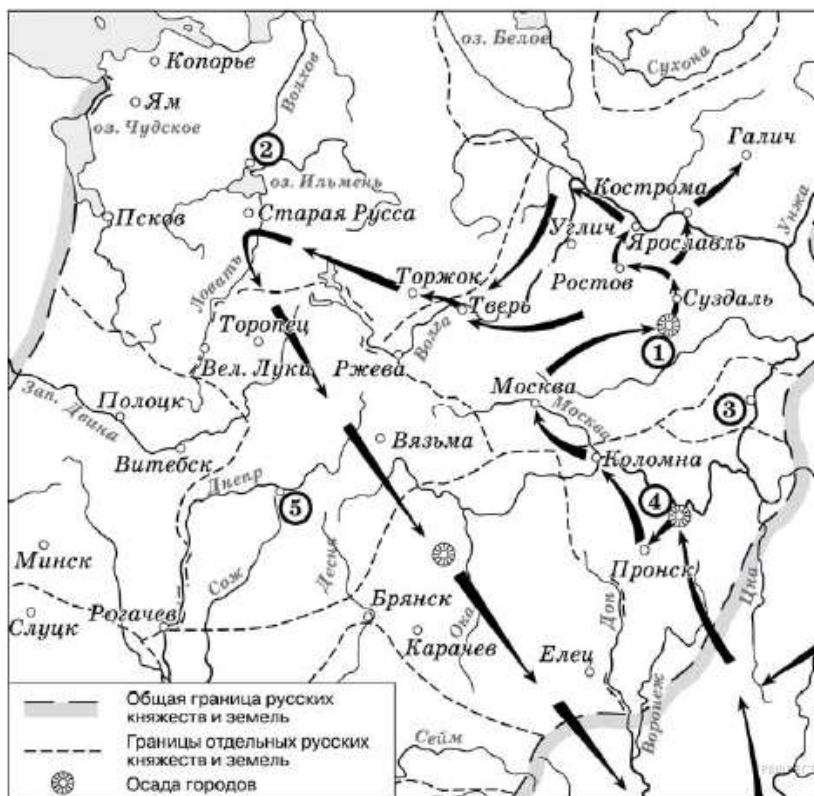 оз. Белое
Сухона
Копорье
Волхов
Ям
оз. Чудское
Галич
2
оз. Ильмень
Кострома
Старая Русса
Псков
Углич
Ярославль
Унжа
Ловать
Торжок
Ростов
Тверь
Суздаль
Торопец
Волга
1
Вел. Лука
Ржева
Москва
Москва
3
Зап. Двина
Полоцк
Вязьма
Витебск
Коломна
Днепр
4
5
Минск
Пронск
Сож
Десна
Цна
Дон
Рогачев
Брянск
Слуцк
Ока
Карачев
Елец
Воронеж
Общая граница русских
княжеств и земель
Границы отдельных русских
княжеств и земель
Сейм
Осада городов